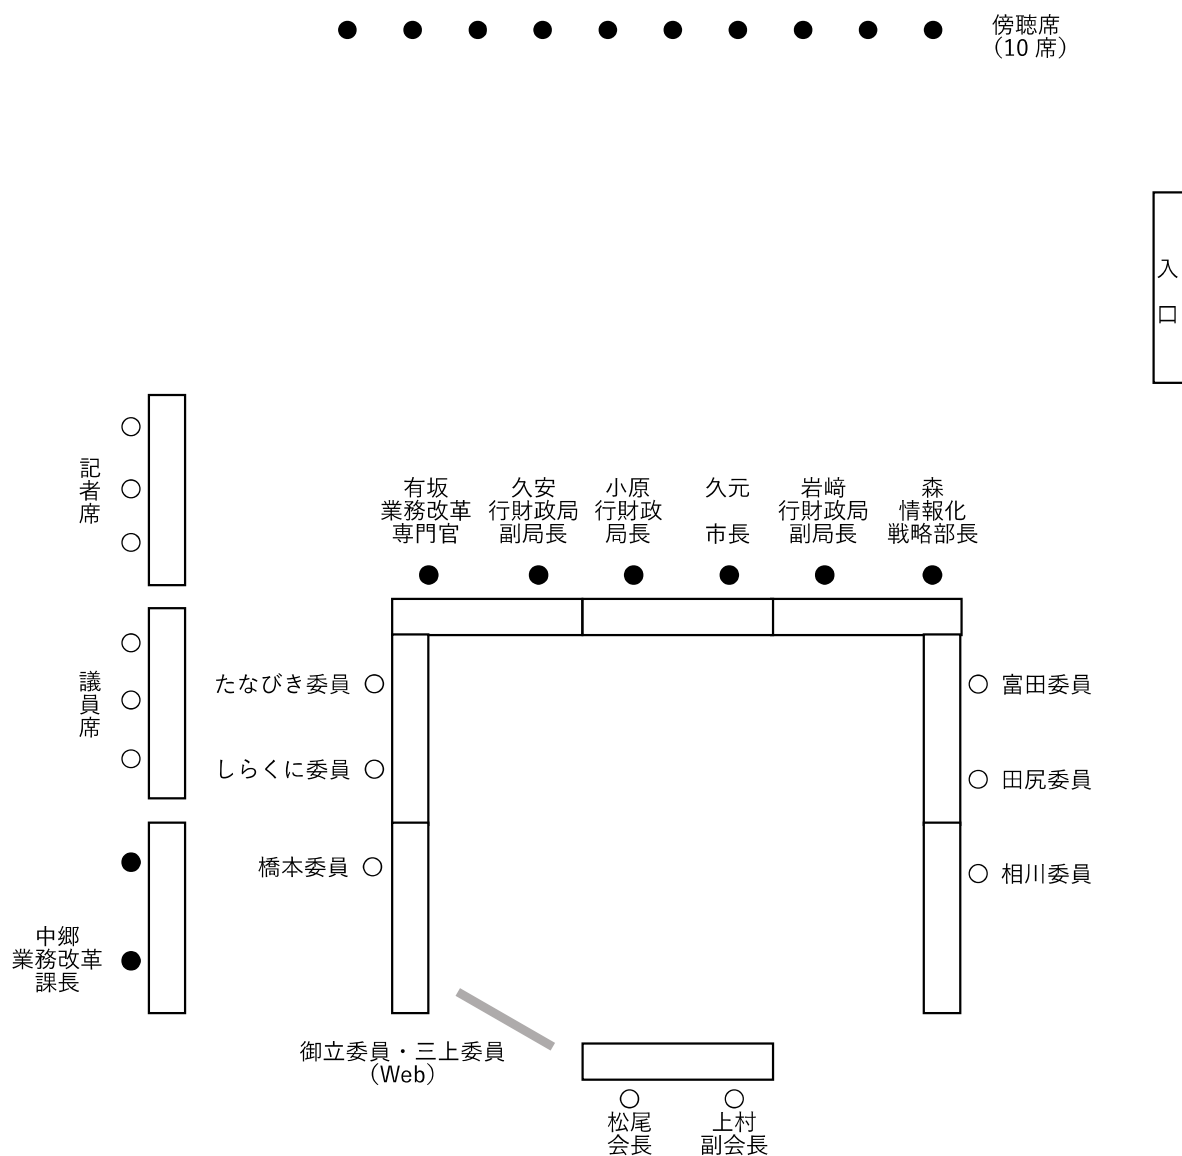 傍聴席
（10 席）
入
口
記者席
有坂
業務改革
専門官
久安
行財政局
副局長
小原
行財政
局長
久元
市長
岩﨑
行財政局
副局長
森
情報化
戦略部長
議員席
たなびき委員
富田委員
しらくに委員
田尻委員
橋本委員
相川委員
中郷
業務改革
課長
御立委員・三上委員
（Web）
松尾
会長
上村
副会長